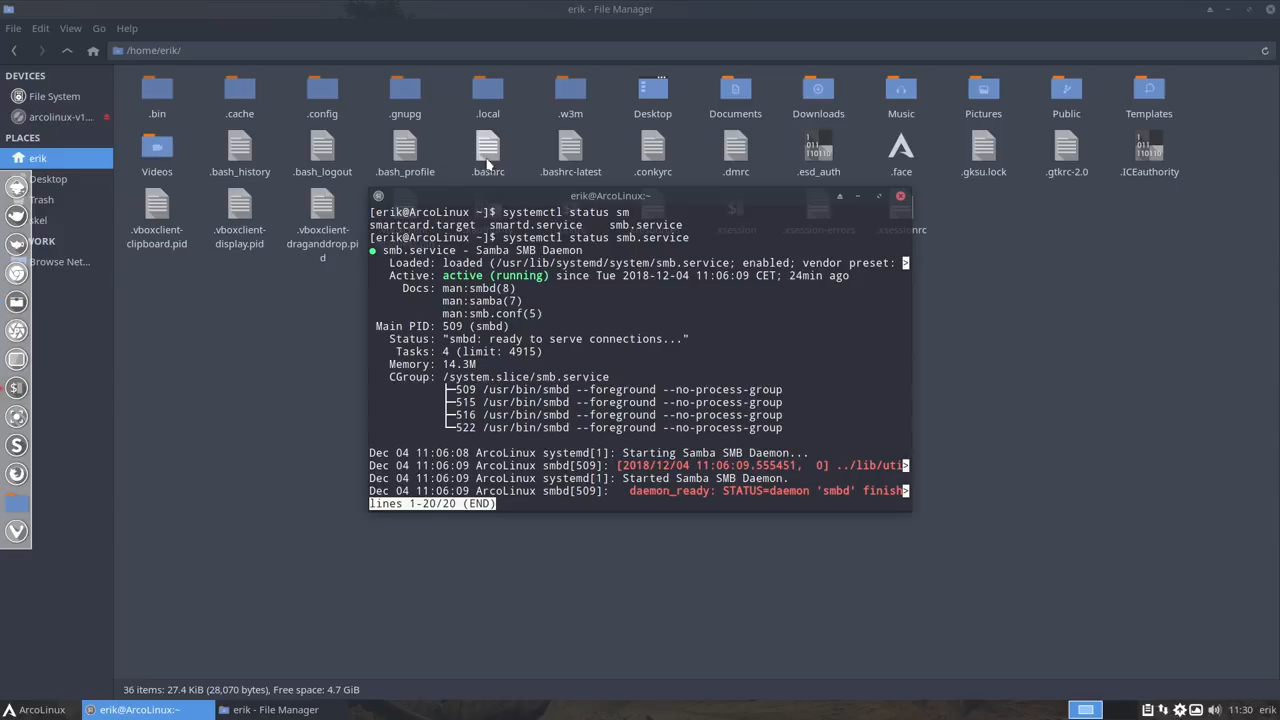 erik - File Manager
File Edit View Go Help
/home/erik/
DEVICES
File System
arcolinux-v1...
PLACES
erik
Desktop
Trash
skel
WORK
Browse Net...
.bin .cache .config .gnupg .local .w3m Desktop Documents Downloads Music Pictures Public Templates
Videos .bash_history .bash_logout .bash_profile .bashrc .bashrc-latest .conkyrc .dmrc .esd_auth .face .gksu.lock .gtkrc-2.0 .ICEauthority
.vboxclient-clipboard.pid .vboxclient-display.pid .vboxclient-draganddrop.pid .xsession .xsession-errors
erik@ArcoLinux:~
[erik@ArcoLinux ~]$ systemctl status sm
smartcard.target smartd.service smb.service
[erik@ArcoLinux ~]$ systemctl status smb.service
● smb.service - Samba SMB Daemon
Loaded: loaded (/usr/lib/systemd/system/smb.service; enabled; vendor preset: >
Active: active (running) since Tue 2018-12-04 11:06:09 CET; 24min ago
Docs: man:smbd(8)
man:samba(7)
man:smb.conf(5)
Main PID: 509 (smbd)
Status: "smbd: ready to serve connections..."
Tasks: 4 (limit: 4915)
Memory: 14.3M
CGroup: /system.slice/smb.service
├─509 /usr/bin/smbd --foreground --no-process-group
├─515 /usr/bin/smbd --foreground --no-process-group
├─516 /usr/bin/smbd --foreground --no-process-group
└─522 /usr/bin/smbd --foreground --no-process-group
Dec 04 11:06:08 ArcoLinux systemd[1]: Starting Samba SMB Daemon...
Dec 04 11:06:09 ArcoLinux smbd[509]: [2018/12/04 11:06:09.555451, 0] ../lib/uti>
Dec 04 11:06:09 ArcoLinux systemd[1]: Started Samba SMB Daemon.
Dec 04 11:06:09 ArcoLinux smbd[509]: daemon_ready: STATUS=daemon 'smbd' finish>
lines 1-20/20 (END)
36 items: 27.4 KiB (28,070 bytes), Free space: 4.7 GiB
ArcoLinux erik@ArcoLinux:~ erik - File Manager 11:30 erik